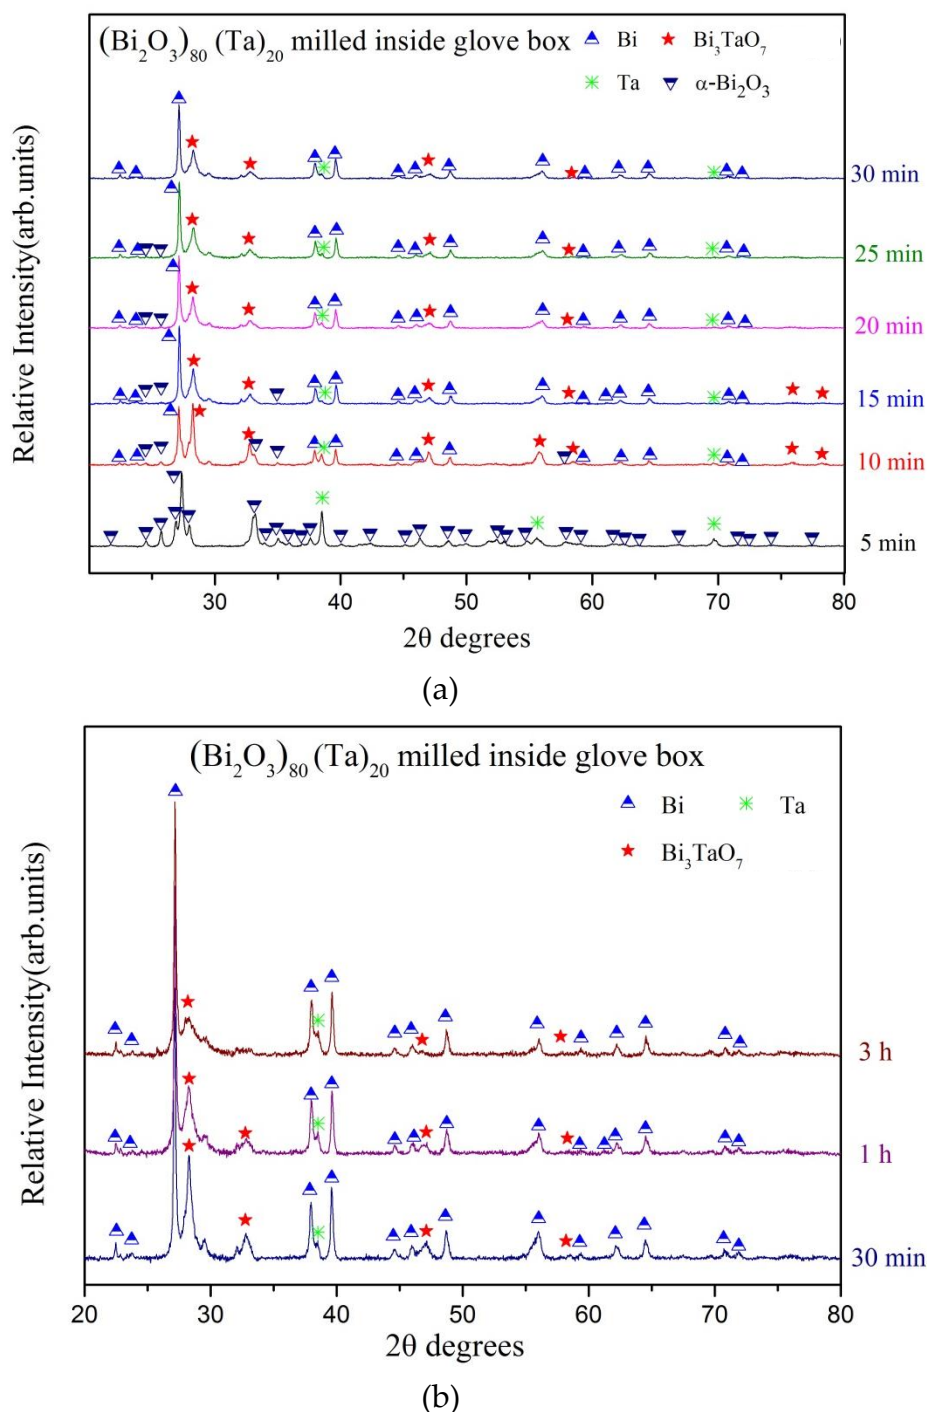 (Bi₂O₃)₈₀ (Ta)₂₀ milled inside glove box
Bi
Bi₃TaO₇
Ta
α-Bi₂O₃
Relative Intensity(arb.units)
30 min
25 min
20 min
15 min
10 min
5 min
30 40 50 60 70 80
2θ degrees
(a)
(Bi₂O₃)₈₀ (Ta)₂₀ milled inside glove box
Bi
Ta
Bi₃TaO₇
Relative Intensity(arb.units)
3 h
1 h
30 min
20 30 40 50 60 70 80
2θ degrees
(b)